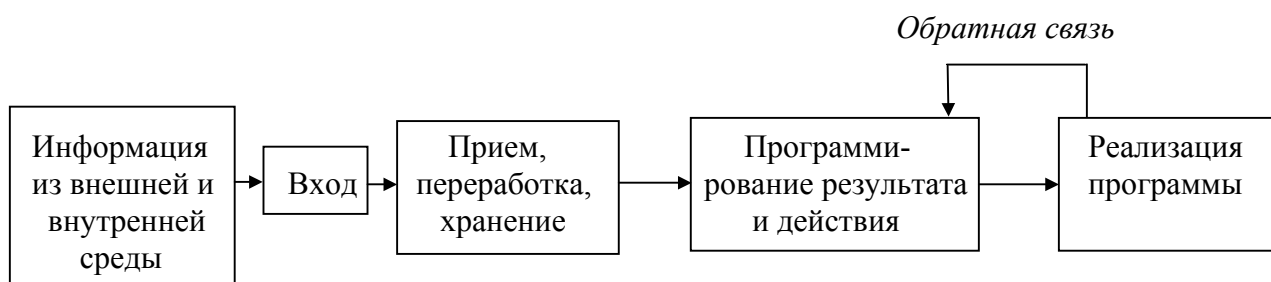 Обратная связь
Информация
из внешней и
внутренней
среды
Вход
Прием,
переработка,
хранение
Программи-
рование результата
и действия
Реализация
программы